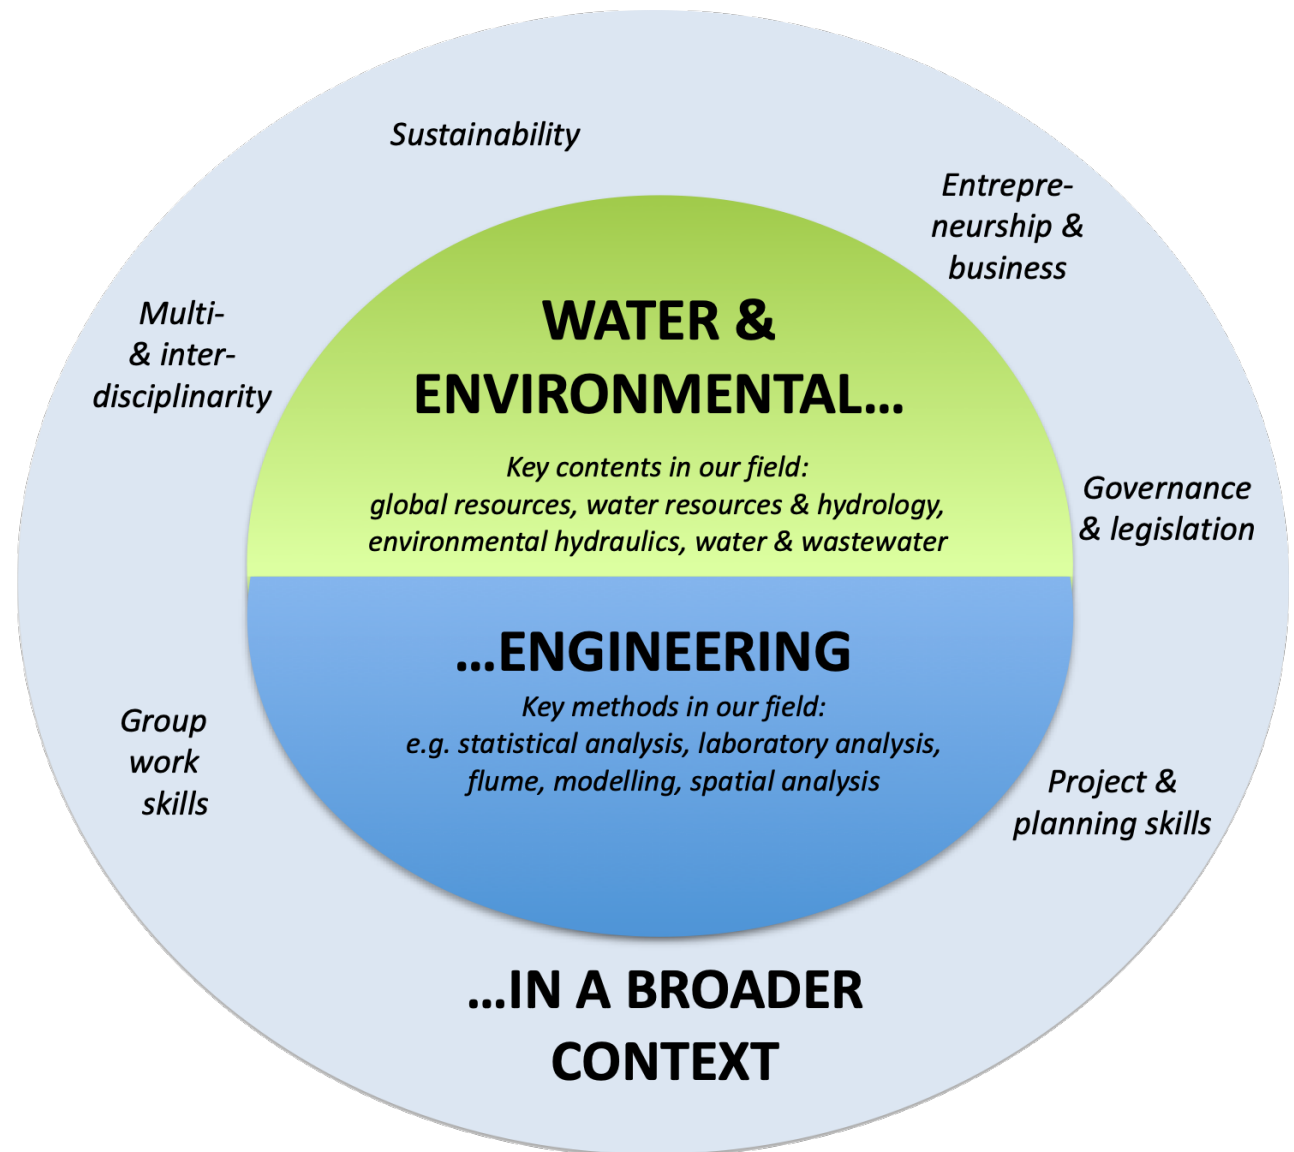 Sustainability
Entrepre-
neurship &
business
Multi-
& inter-
disciplinarity
WATER &
ENVIRONMENTAL…
Key contents in our field:
global resources, water resources & hydrology,
environmental hydraulics, water & wastewater
Governance
& legislation
…ENGINEERING
Key methods in our field:
e.g. statistical analysis, laboratory analysis,
flume, modelling, spatial analysis
Group
work
skills
Project &
planning skills
…IN A BROADER
CONTEXT